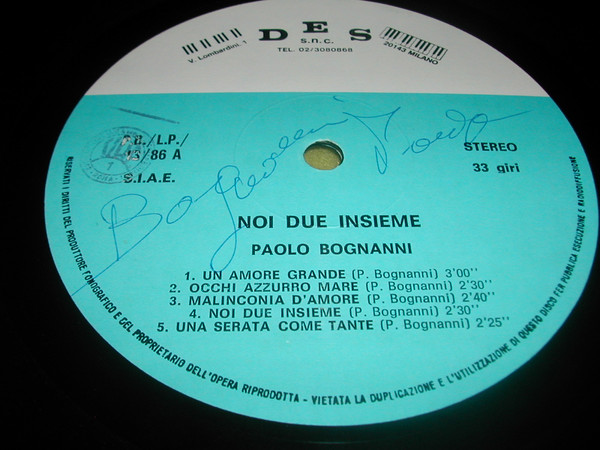 DES
s.n.c.
V. Lombardini, 1
20143 MILANO
TEL. 02/3080868
/L.P./
/86 A
S.I.A.E.
STEREO
33 giri
Bognanni Paolo
NOI DUE INSIEME
PAOLO BOGNANNI
1. UN AMORE GRANDE (P. Bognanni) 3'00''
2. OCCHI AZZURRO MARE (P. Bognanni) 2'30''
3. MALINCONIA D'AMORE (P. Bognanni) 2'40''
4. NOI DUE INSIEME (P. Bognanni) 2'30''
5. UNA SERATA COME TANTE (P. Bognanni) 2'25''
RISERVATI I DIRITTI DEL PRODUTTORE FONOGRAFICO E DEL PROPRIETARIO DELL'OPERA RIPRODOTTA - VIETATA LA DUPLICAZIONE E L'UTILIZZAZIONE DI QUESTO DISCO PER PUBBLICA ESECUZIONE E RADIODIFFUSIONE